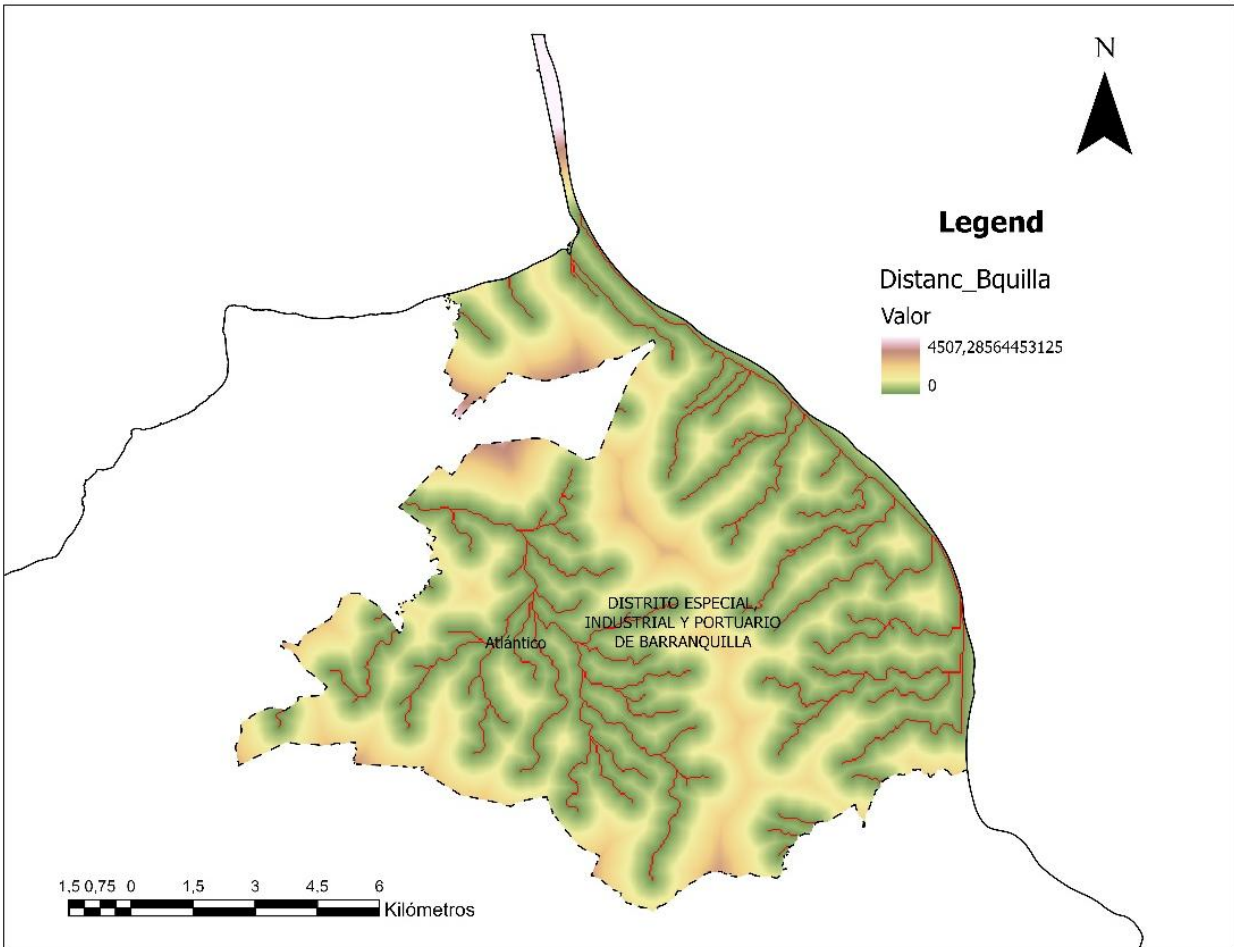 N
Legend
Distanc_Bquilla
Valor
4507,28564453125
0
DISTRITO ESPECIAL,
INDUSTRIAL Y PORTUARIO
DE BARRANQUILLA
Atlántico
1,5 0,75 0 1,5 3 4,5 6
Kilómetros